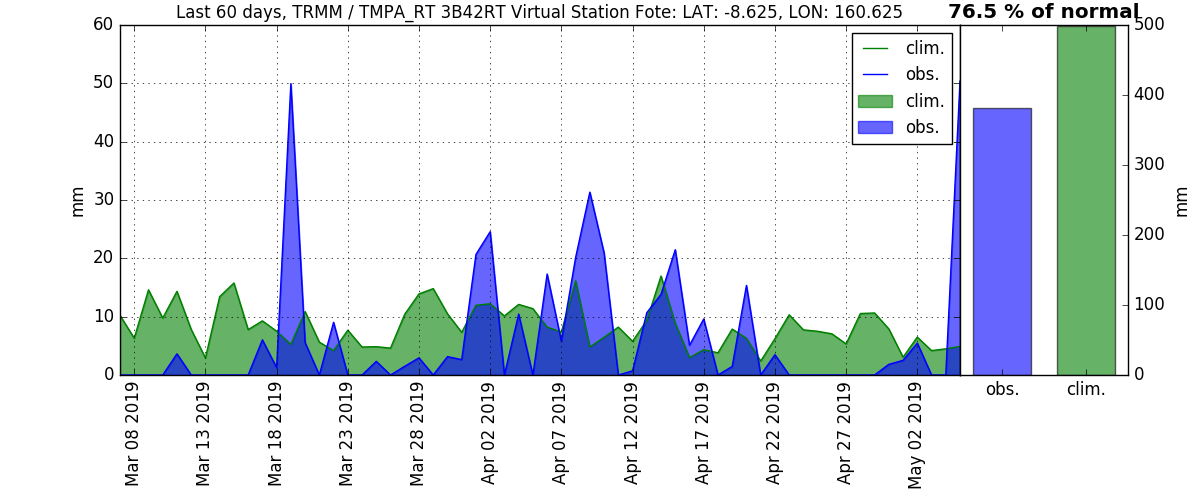 Last 60 days, TRMM / TMPA_RT 3B42RT Virtual Station Fote: LAT: -8.625, LON: 160.625
76.5 % of normal
60
50
40
30
20
10
0
mm
clim.
obs.
clim.
obs.
500
400
300
200
100
0
mm
obs.
clim.
Mar 08 2019
Mar 13 2019
Mar 18 2019
Mar 23 2019
Mar 28 2019
Apr 02 2019
Apr 07 2019
Apr 12 2019
Apr 17 2019
Apr 22 2019
Apr 27 2019
May 02 2019